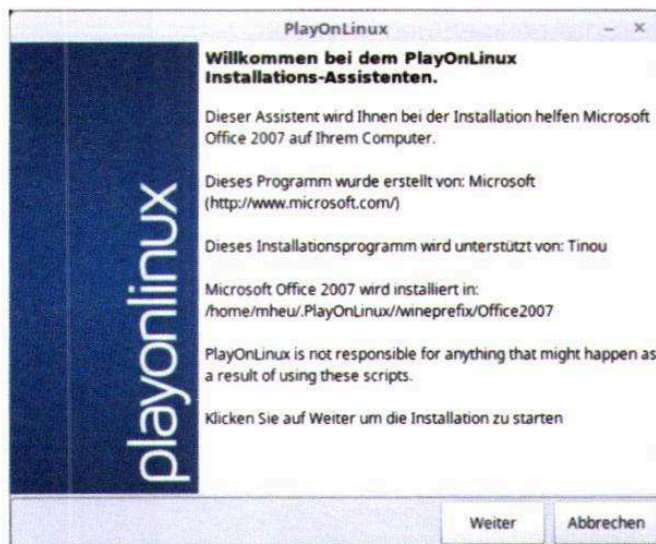 PlayOnLinux
Willkommen bei dem PlayOnLinux
Installations-Assistenten.
Dieser Assistent wird Ihnen bei der Installation helfen Microsoft
Office 2007 auf Ihrem Computer.
Dieses Programm wurde erstellt von: Microsoft
(http://www.microsoft.com/)
Dieses Installationsprogramm wird unterstützt von: Tinou
Microsoft Office 2007 wird installiert in:
/home/mheu/.PlayOnLinux//wineprefix/Office2007
PlayOnLinux is not responsible for anything that might happen as
a result of using these scripts.
Klicken Sie auf Weiter um die Installation zu starten
playonlinux
Weiter
Abbrechen